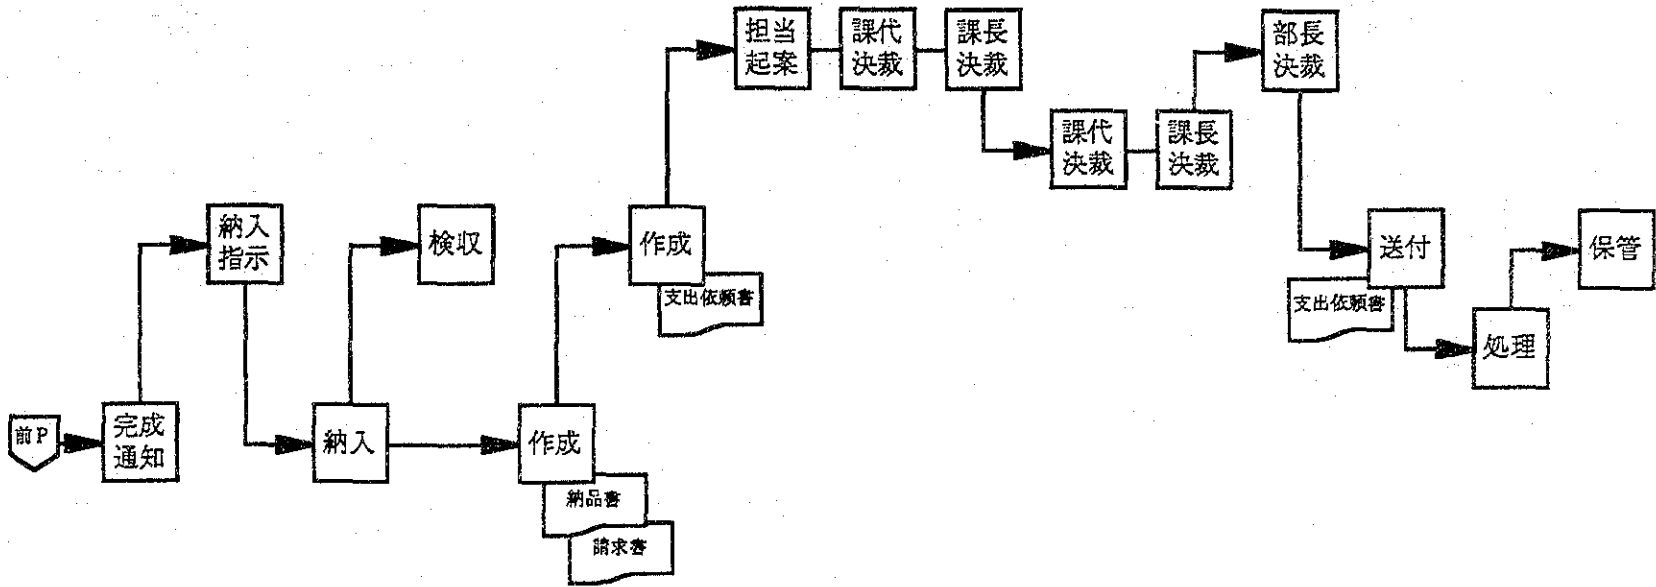 前P
完成
通知
納入
指示
納入
検収
作成
納品書
請求書
作成
支出依頼書
担当
起案
課代
決裁
課長
決裁
課代
決裁
課長
決裁
部長
決裁
送付
支出依頼書
処理
保管